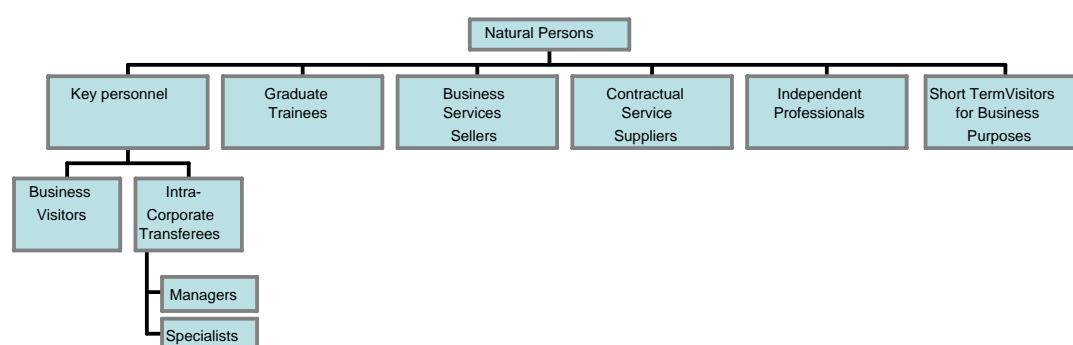 Natural Persons
Key personnel
Graduate
Trainees
Business
Services
Sellers
Contractual
Service
Suppliers
Independent
Professionals
Short TermVisitors
for Business
Purposes
Business
Visitors
Intra-
Corporate
Transferees
Managers
Specialists